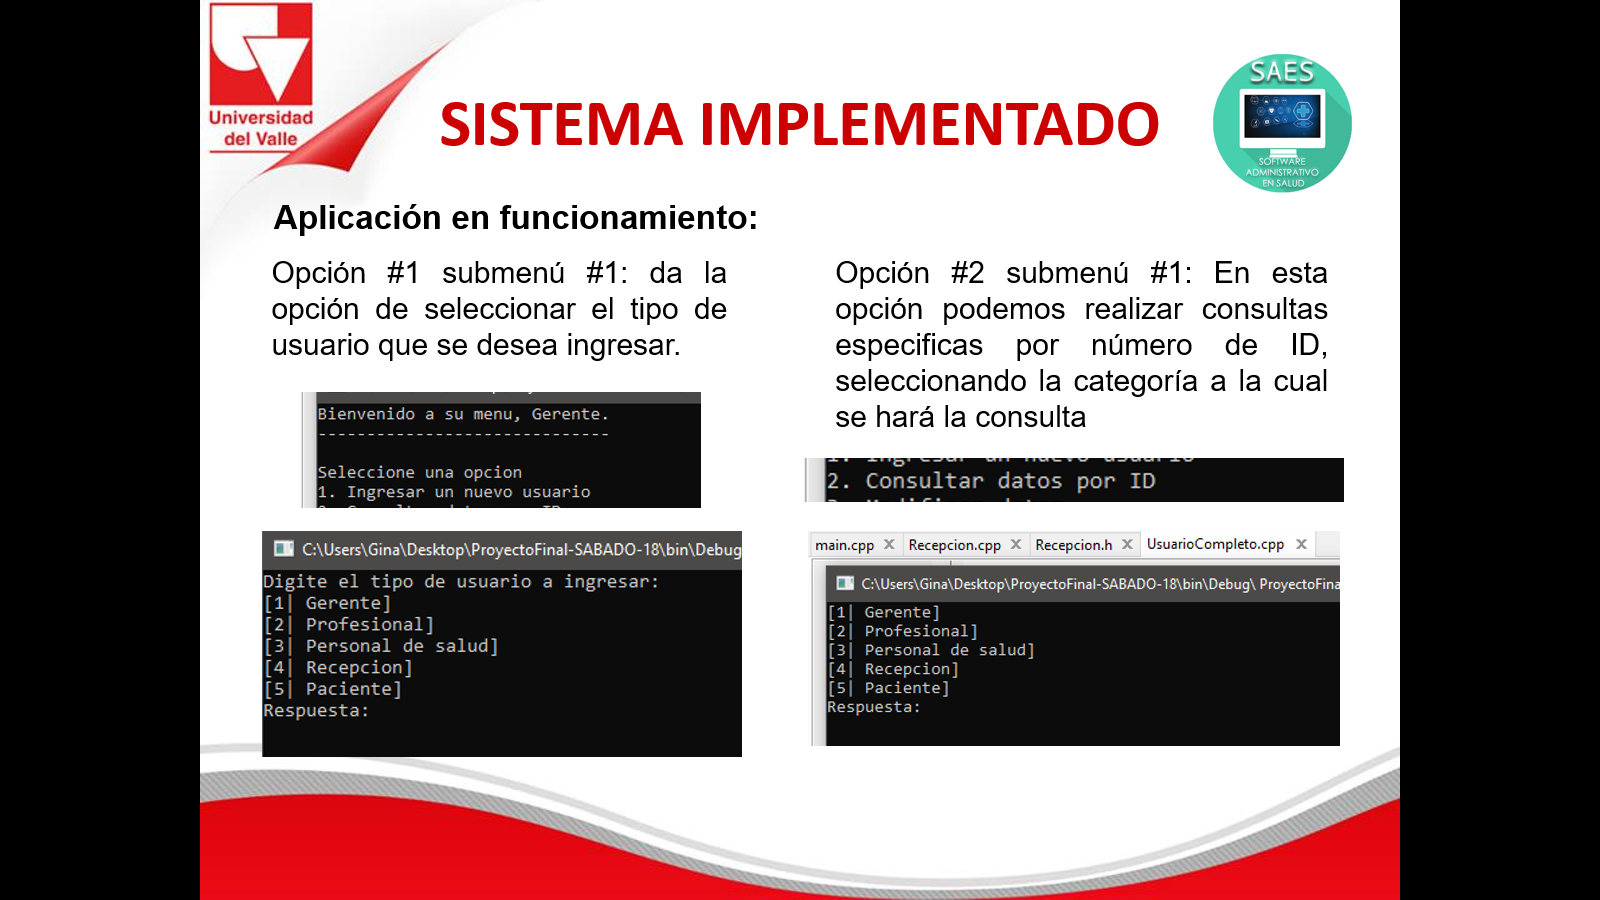 Universidad
del Valle
SISTEMA IMPLEMENTADO
SAES
SOFTWARE
ADMINISTRATIVO
EN SALUD
Aplicación en funcionamiento:
Opción #1 submenú #1: da la
opción de seleccionar el tipo de
usuario que se desea ingresar.
Bienvenido a su menu, Gerente.
------------------------------
Seleccione una opcion
1. Ingresar un nuevo usuario
C:\Users\Gina\Desktop\ProyectoFinal-SABADO-18\bin\Debug
Digite el tipo de usuario a ingresar:
[1| Gerente]
[2| Profesional]
[3| Personal de salud]
[4| Recepcion]
[5| Paciente]
Respuesta:
Opción #2 submenú #1: En esta
opción podemos realizar consultas
especificas por número de ID,
seleccionando la categoría a la cual
se hará la consulta
1. Ingresar un nuevo usuario
2. Consultar datos por ID
main.cpp Recepcion.cpp Recepcion.h UsuarioCompleto.cpp
C:\Users\Gina\Desktop\ProyectoFinal-SABADO-18\bin\Debug\ ProyectoFina
[1| Gerente]
[2| Profesional]
[3| Personal de salud]
[4| Recepcion]
[5| Paciente]
Respuesta: